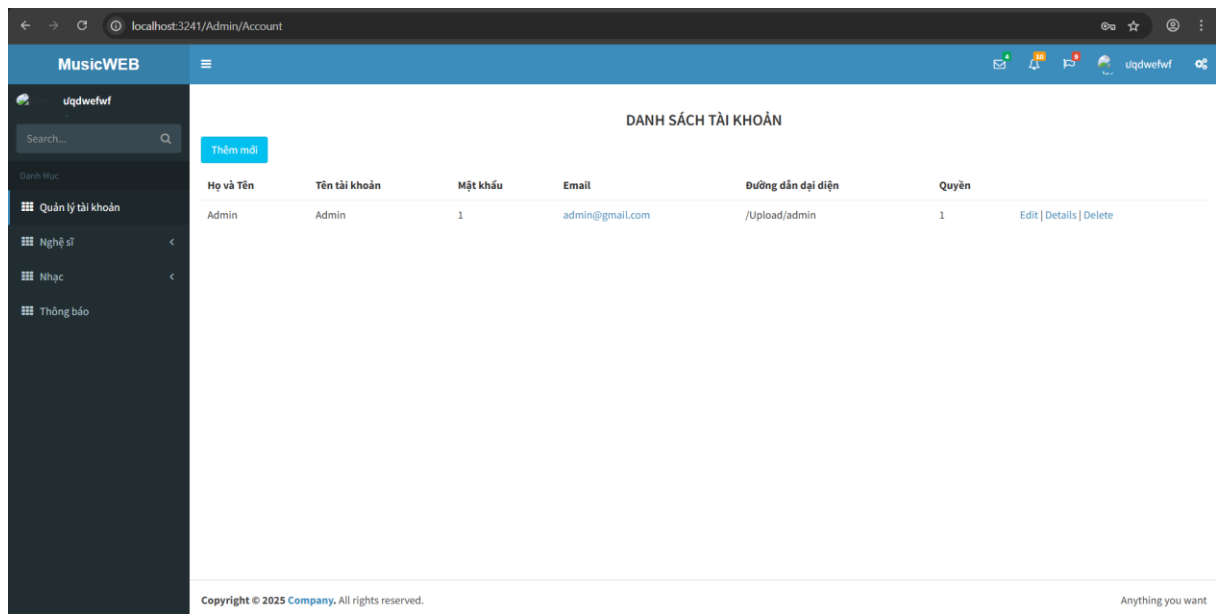 localhost:3241/Admin/Account
MusicWEB
4
10
9
ưqdwefwf
ưqdwefwf
Search...
DANH SÁCH TÀI KHOẢN
Thêm mới
Danh Mục
Họ và Tên Tên tài khoản Mật khẩu Email Đường dẫn đại diện Quyền
Quản lý tài khoản
Admin Admin 1 admin@gmail.com /Upload/admin 1 Edit | Details | Delete
Nghệ sĩ
Nhạc
Thông báo
Copyright © 2025 Company. All rights reserved. Anything you want